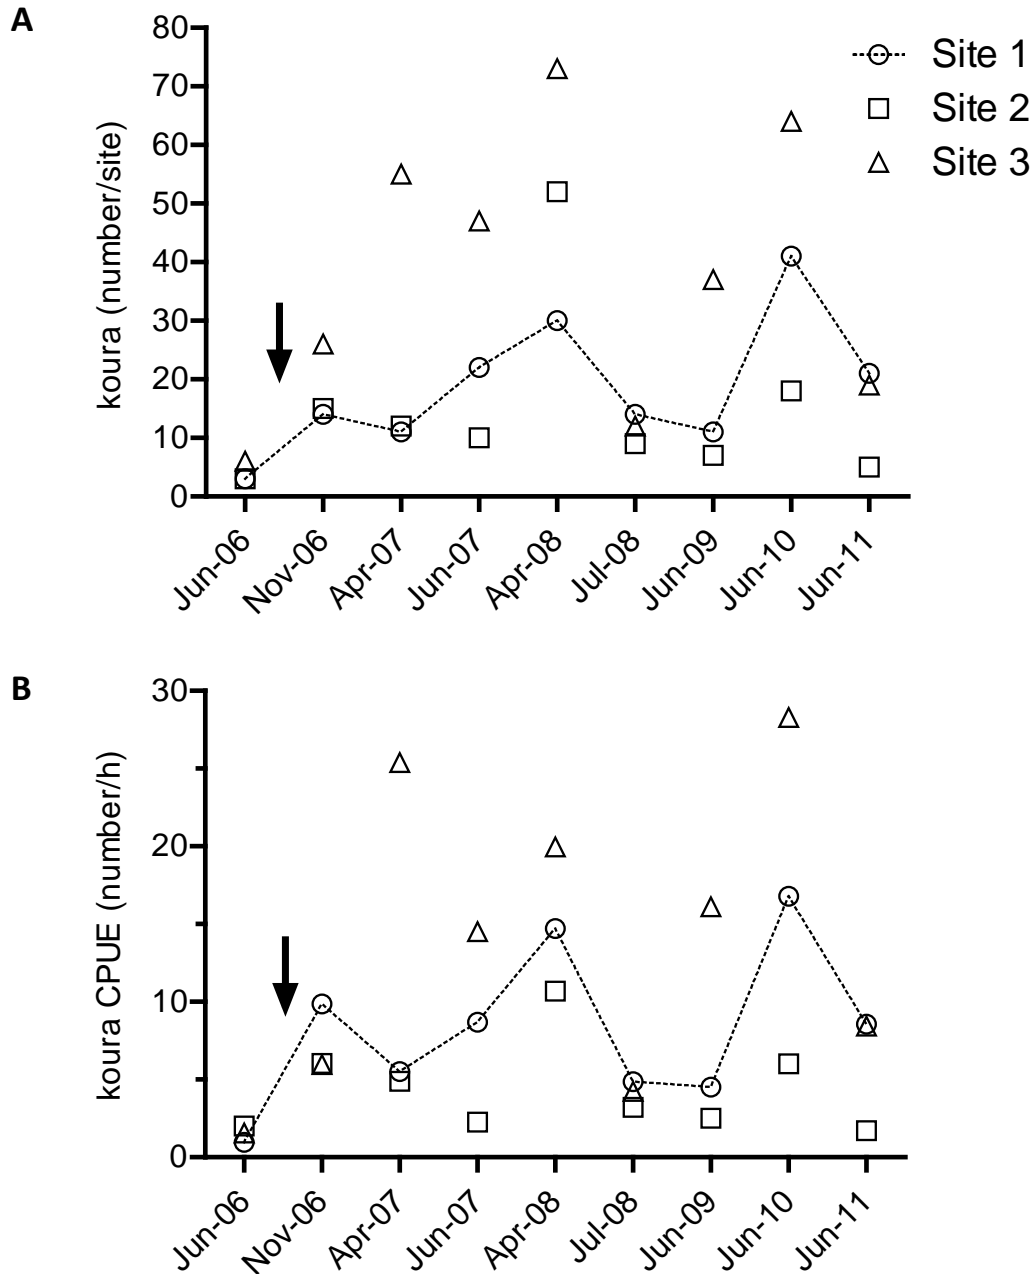 A
koura (number/site)
80
70
60
50
40
30
20
10
0
Site 1
Site 2
Site 3
Jun-06
Nov-06
Apr-07
Jun-07
Apr-08
Jul-08
Jun-09
Jun-10
Jun-11
B
koura CPUE (number/h)
30
20
10
0
Jun-06
Nov-06
Apr-07
Jun-07
Apr-08
Jul-08
Jun-09
Jun-10
Jun-11